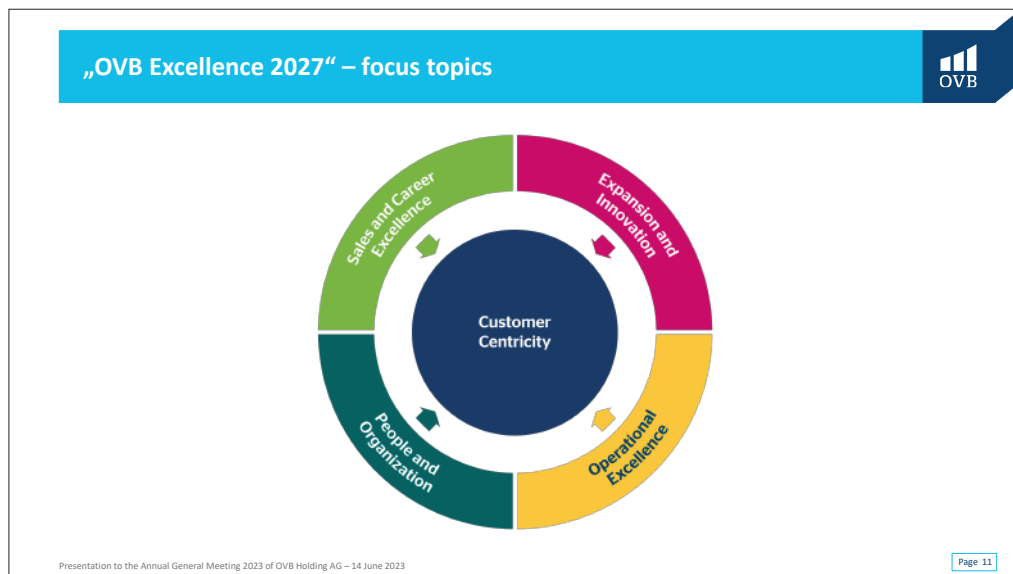 „OVB Excellence 2027“ – focus topics
OVB
Sales and Career
Excellence
Expansion and
Innovation
Customer
Centricity
People and
Organization
Operational
Excellence
Presentation to the Annual General Meeting 2023 of OVB Holding AG – 14 June 2023
Page 11